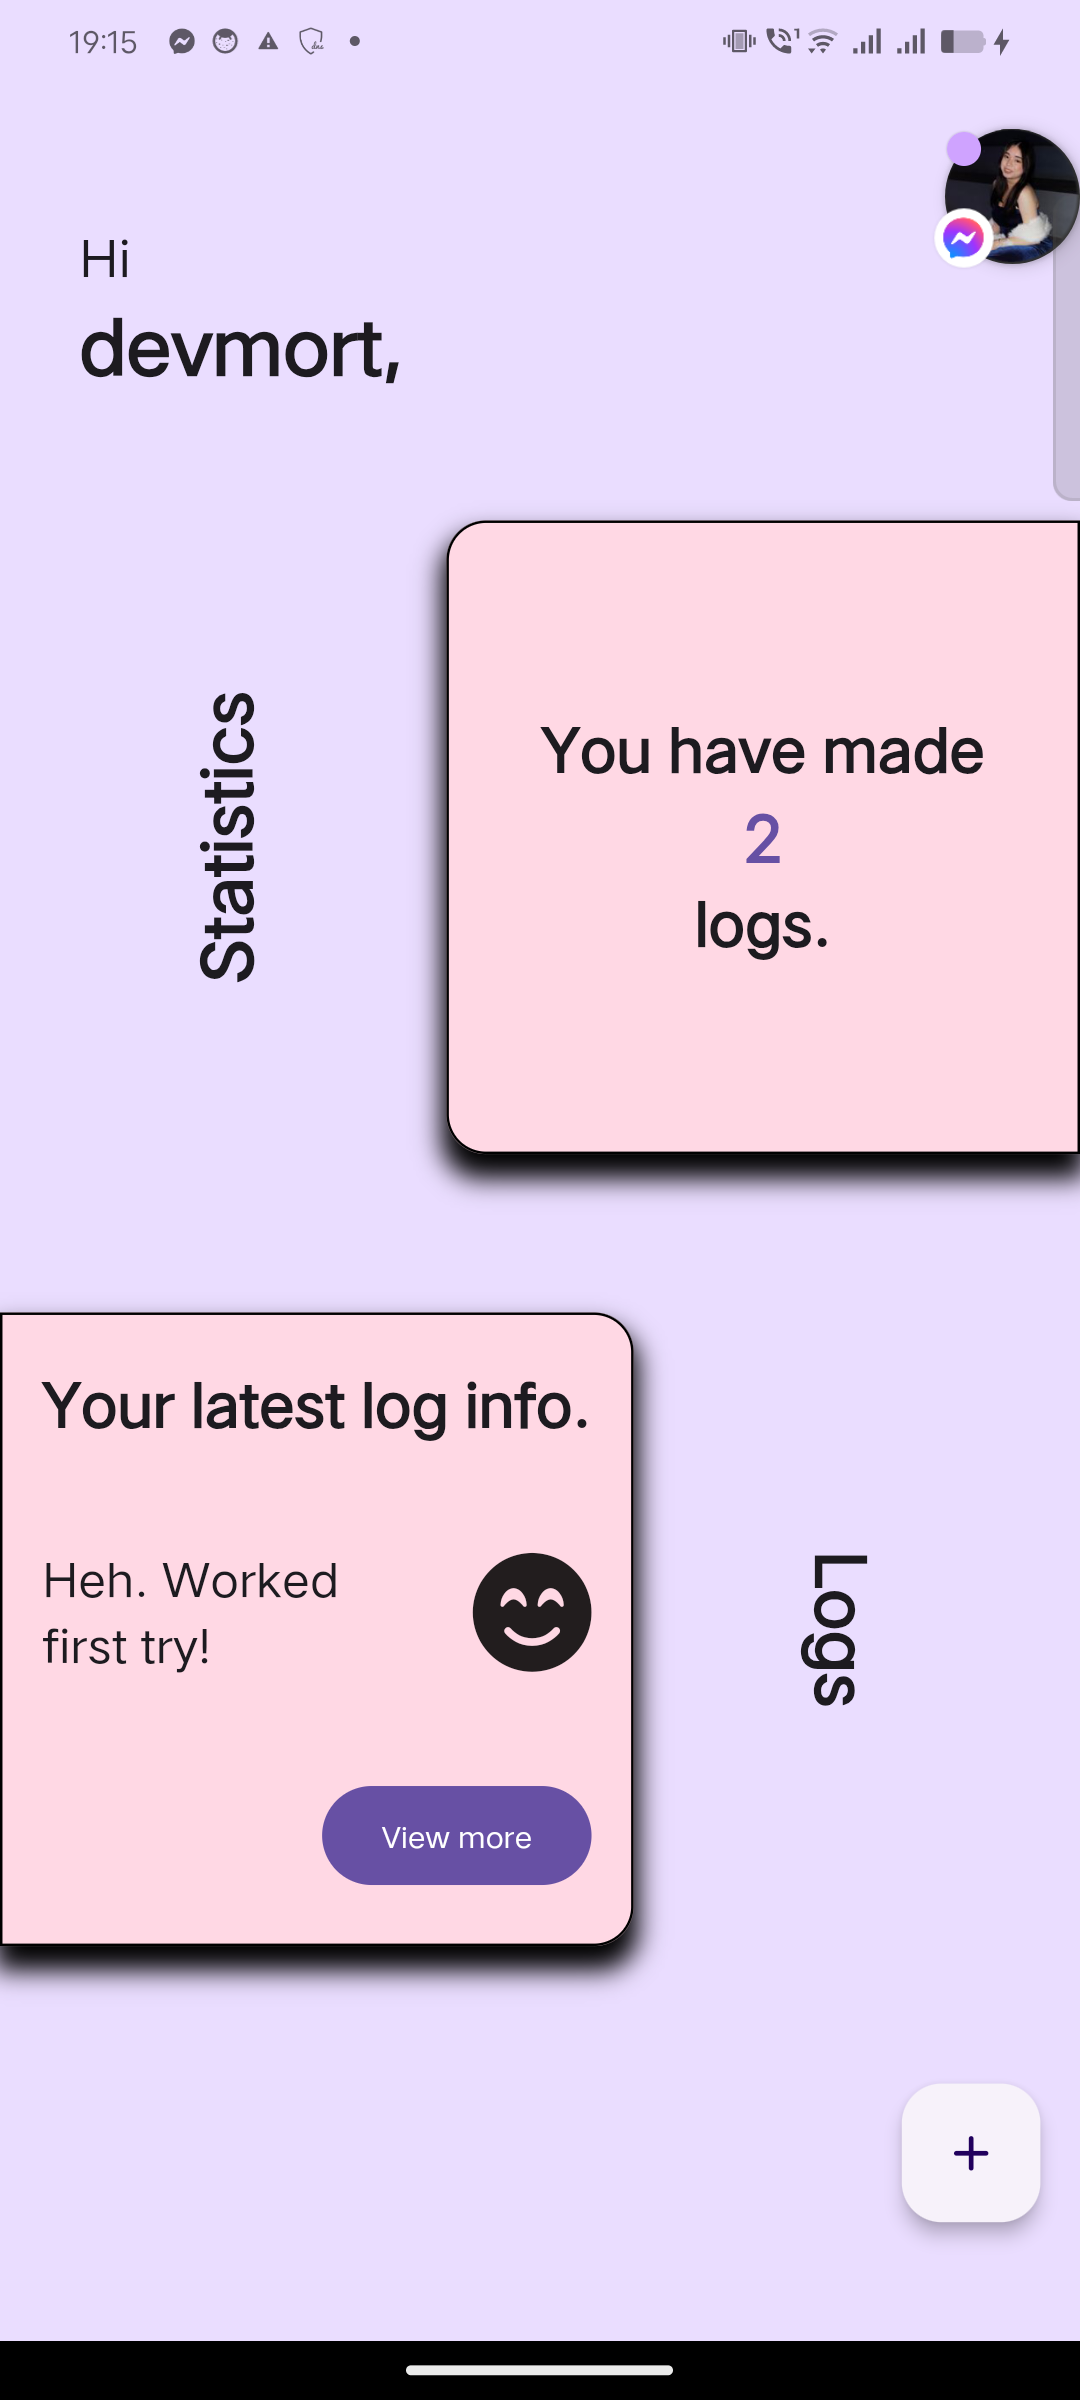 19:15
Hi
devmort,
Statistics
You have made
2
logs.
Your latest log info.
Heh. Worked
first try!
View more
Logs